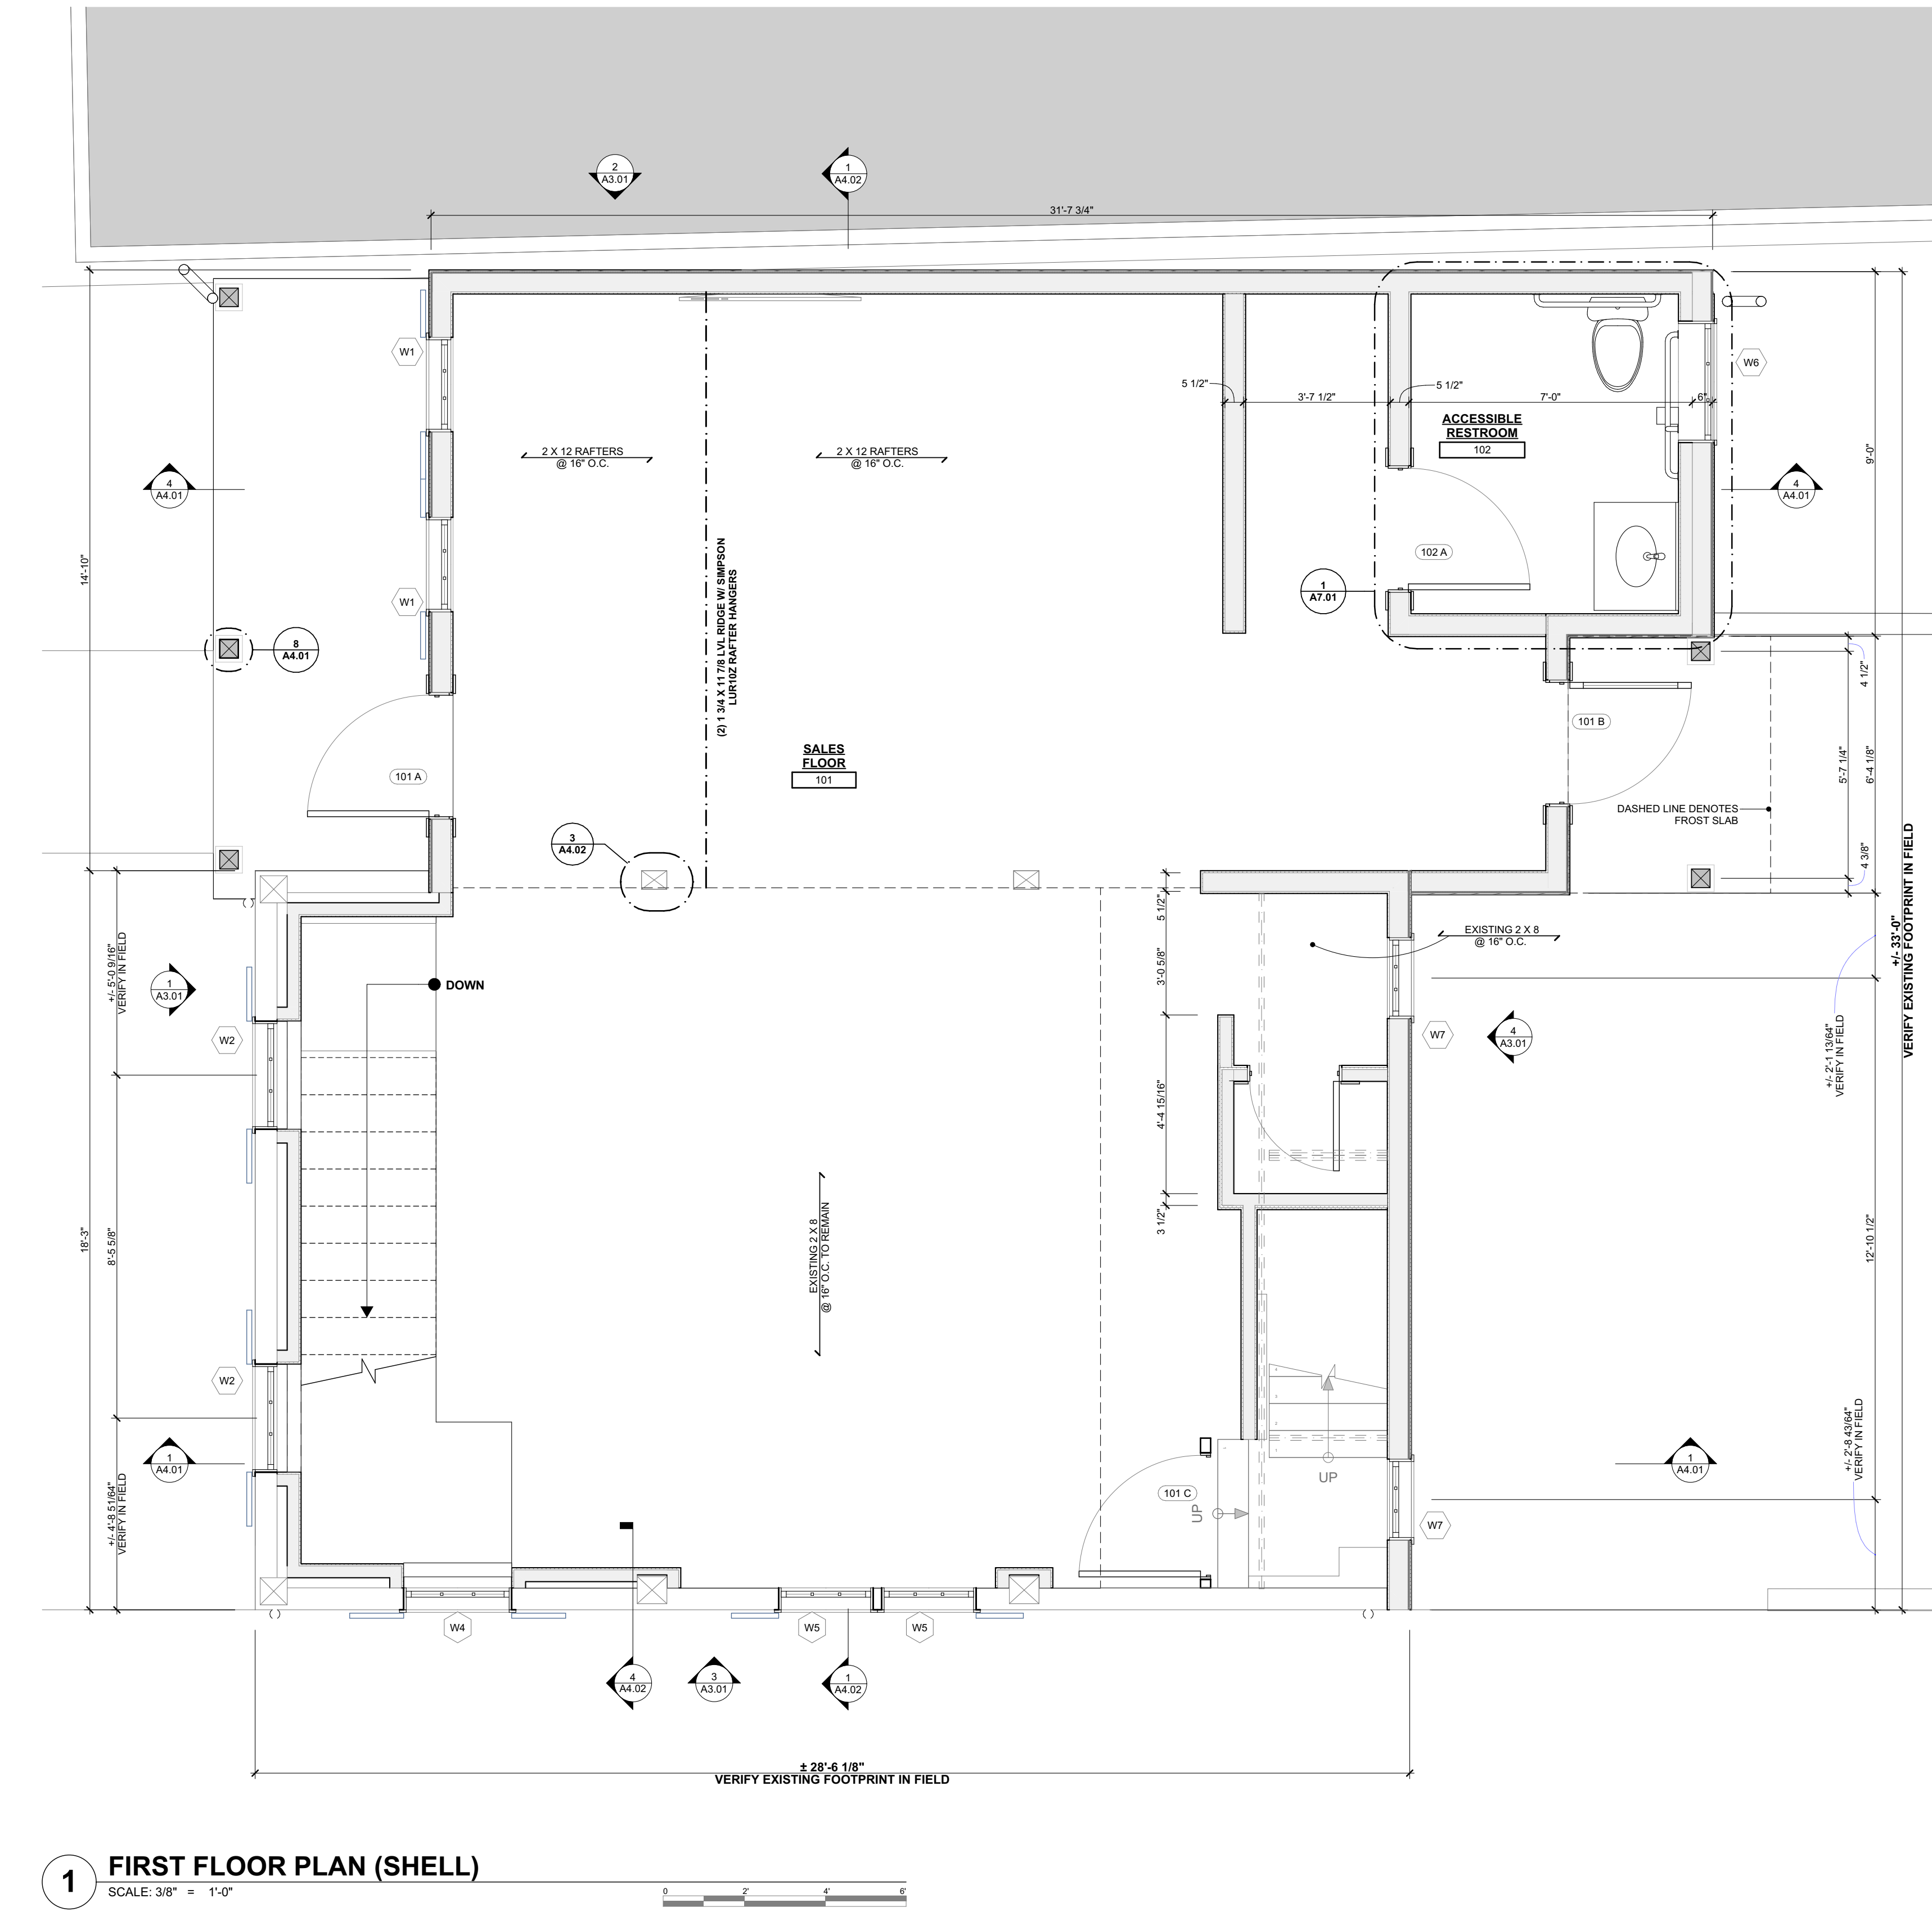 2
A3.01
1
A4.02
31'-7 3/4"
W1
W6
5 1/2"
3'-7 1/2"
5 1/2"
7'-0"
6"
ACCESSIBLE
RESTROOM
102
2 X 12 RAFTERS
@ 16" O.C.
2 X 12 RAFTERS
@ 16" O.C.
9'-0"
4
A4.01
4
A4.01
14'-10"
102 A
1
A7.01
W1
(2) 1 3/4 X 11 7/8 LVL RIDGE W/ SIMPSON
LUR10Z RAFTER HANGERS
8
A4.01
4 1/2"
101 B
SALES
FLOOR
101
101 A
5'-7 1/4"
6'-4 1/8"
DASHED LINE DENOTES
FROST SLAB
3
A4.02
4 3/8"
5 1/2"
EXISTING 2 X 8
@ 16" O.C.
+/- 33'-0"
VERIFY EXISTING FOOTPRINT IN FIELD
+/- 5'-0 9/16"
VERIFY IN FIELD
1
A3.01
DOWN
3'-0 5/8"
W2
W7
4
A3.01
+/- 2'-1 13/64"
VERIFY IN FIELD
4'-4 15/16"
3 1/2"
18'-3"
8'-5 5/8"
EXISTING 2 X 8
@ 16" O.C. TO REMAIN
12'-10 1/2"
W2
+/- 2'-8 43/64"
VERIFY IN FIELD
1
A4.01
1
A4.01
UP
101 C
UP
+/- 4'-8 51/64"
VERIFY IN FIELD
W7
W4
W5
W5
4
A4.02
3
A3.01
1
A4.02
± 28'-6 1/8"
VERIFY EXISTING FOOTPRINT IN FIELD
1
FIRST FLOOR PLAN (SHELL)
SCALE: 3/8" = 1'-0"
0 2' 4' 6'